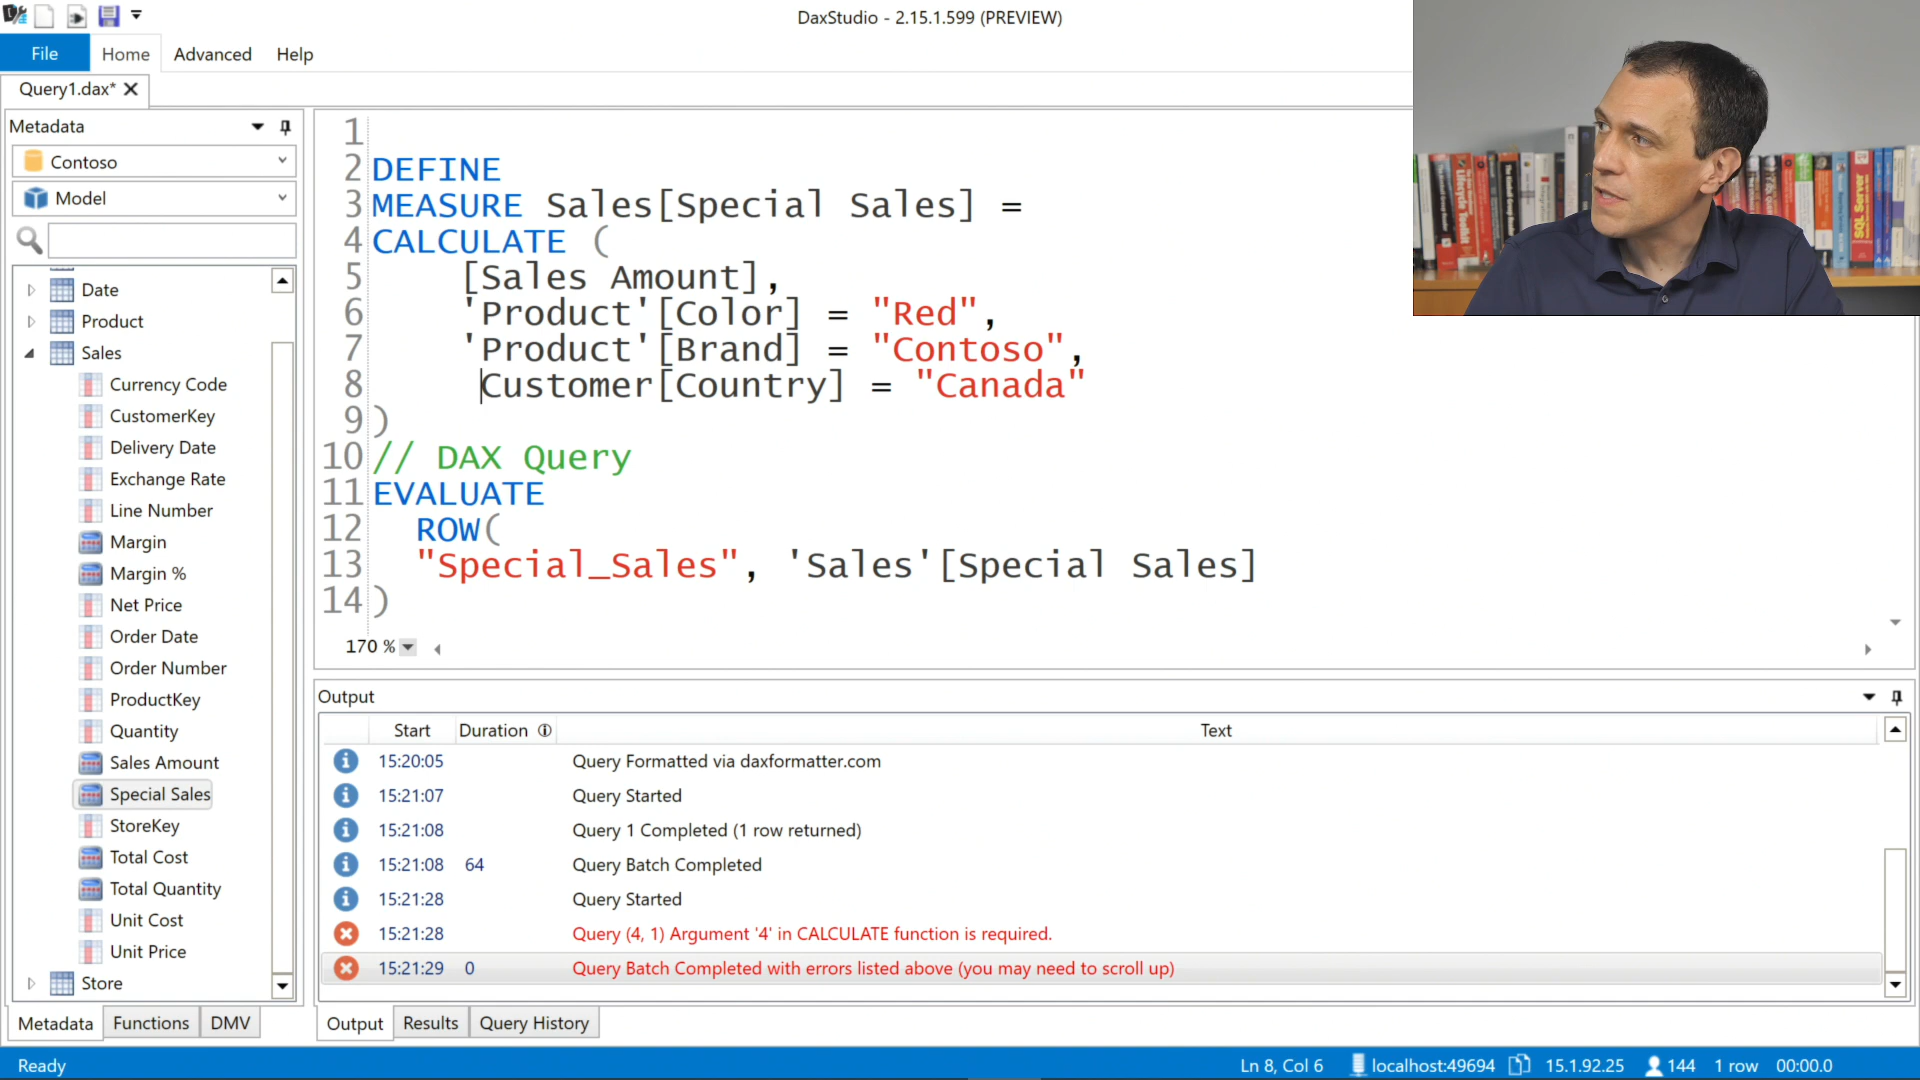 DaxStudio - 2.15.1.599 (PREVIEW)
File Home Advanced Help
Query1.dax*
Metadata
Contoso
Model
Date
Product
Sales
Currency Code
CustomerKey
Delivery Date
Exchange Rate
Line Number
Margin
Margin %
Net Price
Order Date
Order Number
ProductKey
Quantity
Sales Amount
Special Sales
StoreKey
Total Cost
Total Quantity
Unit Cost
Unit Price
Store
Metadata Functions DMV
1
2 DEFINE
3 MEASURE Sales[Special Sales] =
4 CALCULATE (
5 [Sales Amount],
6 'Product'[Color] = "Red",
7 'Product'[Brand] = "Contoso",
8 Customer[Country] = "Canada"
9 )
10 // DAX Query
11 EVALUATE
12 ROW(
13 "Special_Sales", 'Sales'[Special Sales]
14 )
170 %
Output
Start Duration Text
15:20:05 Query Formatted via daxformatter.com
15:21:07 Query Started
15:21:08 Query 1 Completed (1 row returned)
15:21:08 64 Query Batch Completed
15:21:28 Query Started
15:21:28 Query (4, 1) Argument '4' in CALCULATE function is required.
15:21:29 0 Query Batch Completed with errors listed above (you may need to scroll up)
Output Results Query History
Ready Ln 8, Col 6 localhost:49694 15.1.92.25 144 1 row 00:00.0
SQL Server